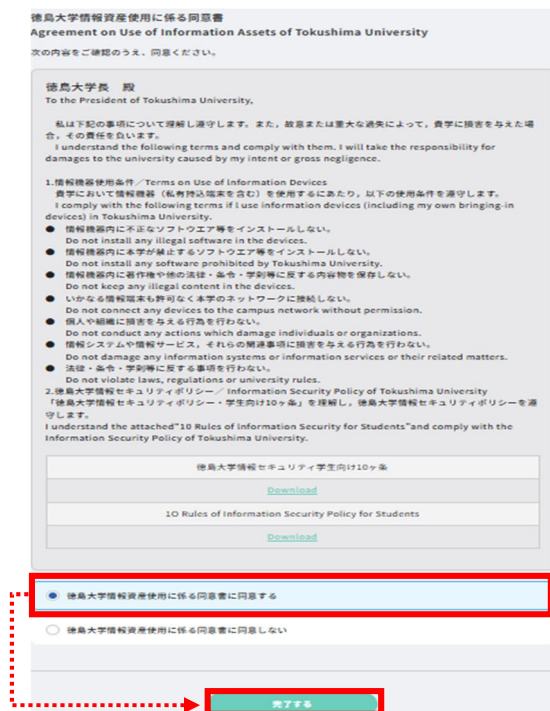 徳島大学情報資産使用に係る同意書
Agreement on Use of Information Assets of Tokushima University
次の内容をご確認のうえ、同意ください。
徳島大学長　殿
To the President of Tokushima University,
私は下記の事項について理解し遵守します。また，故意または重大な過失によって，貴学に損害を与えた場
合，その責任を負います。
I understand the following terms and comply with them. I will take the responsibility for
damages to the university caused by my intent or gross negligence.
1.情報機器使用条件／Terms on Use of Information Devices
貴学において情報機器（私有持込端末を含む）を使用するにあたり，以下の使用条件を遵守します。
I comply with the following terms if I use information devices (including my own bringing-in
devices) in Tokushima University.
● 情報機器内に不正なソフトウエア等をインストールしない。
Do not install any illegal software in the devices.
● 情報機器内に本学が禁止するソフトウエア等をインストールしない。
Do not install any software prohibited by Tokushima University.
● 情報機器内に著作権や他の法律・条令・学則等に反する内容物を保存しない。
Do not keep any illegal content in the devices.
● いかなる情報端末も許可なく本学のネットワークに接続しない。
Do not connect any devices to the campus network without permission.
● 個人や組織に損害を与える行為を行わない。
Do not conduct any actions which damage individuals or organizations.
● 情報システムや情報サービス，それらの関連事項に損害を与える行為を行わない。
Do not damage any information systems or information services or their related matters.
● 法律・条令・学則等に反する事項を行わない。
Do not violate laws, regulations or university rules.
2.徳島大学情報セキュリティポリシー／ Information Security Policy of Tokushima University
「徳島大学情報セキュリティポリシー・学生向け10ヶ条」を理解し，徳島大学情報セキュリティポリシーを遵
守します。
I understand the attached"10 Rules of Information Security for Students"and comply with the
Information Security Policy of Tokushima University.
徳島大学情報セキュリティ学生向け10ヶ条
Download
10 Rules of Information Security Policy for Students
Download
徳島大学情報資産使用に係る同意書に同意する
徳島大学情報資産使用に係る同意書に同意しない
完了する